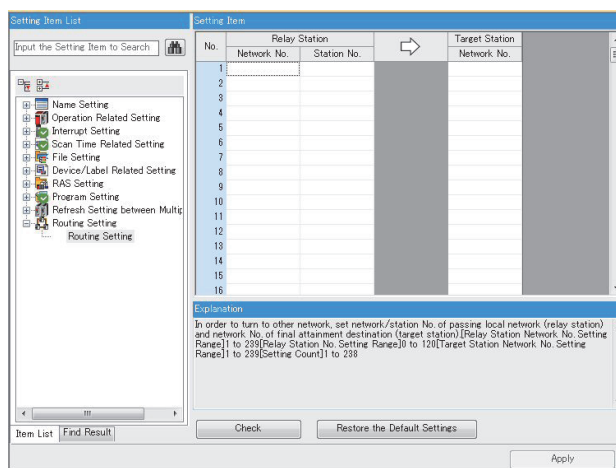 Setting Item List
Input the Setting Item to Search
Name Setting
Operation Related Setting
Interrupt Setting
Scan Time Related Setting
File Setting
Device/Label Related Setting
RAS Setting
Program Setting
Refresh Setting between Multip
Routing Setting
Routing Setting
Item List Find Result
Setting Item
No. Relay Station Target Station
Network No. Station No. Network No.
1
2
3
4
5
6
7
8
9
10
11
12
13
14
15
16
Explanation
In order to turn to other network, set network/station No. of passing local network (relay station)
and network No. of final attainment destination (target station).[Relay Station Network No. Setting
Range]1 to 239[Relay Station No. Setting Range]0 to 120[Target Station Network No. Setting
Range]1 to 239[Setting Count]1 to 238
Check Restore the Default Settings
Apply